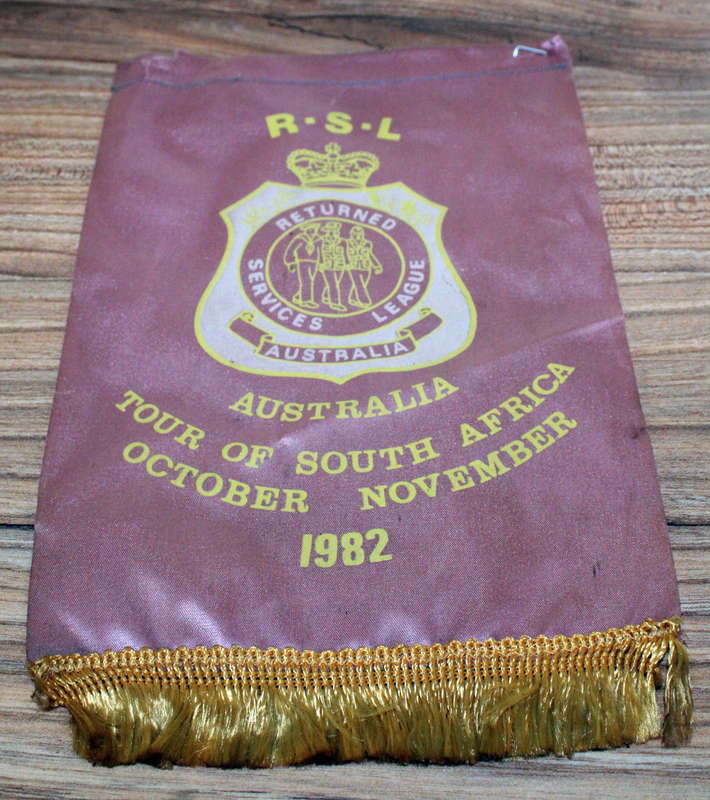 R·S·L
RETURNED
SERVICES LEAGUE
AUSTRALIA
AUSTRALIA
TOUR OF SOUTH AFRICA
OCTOBER NOVEMBER
1982